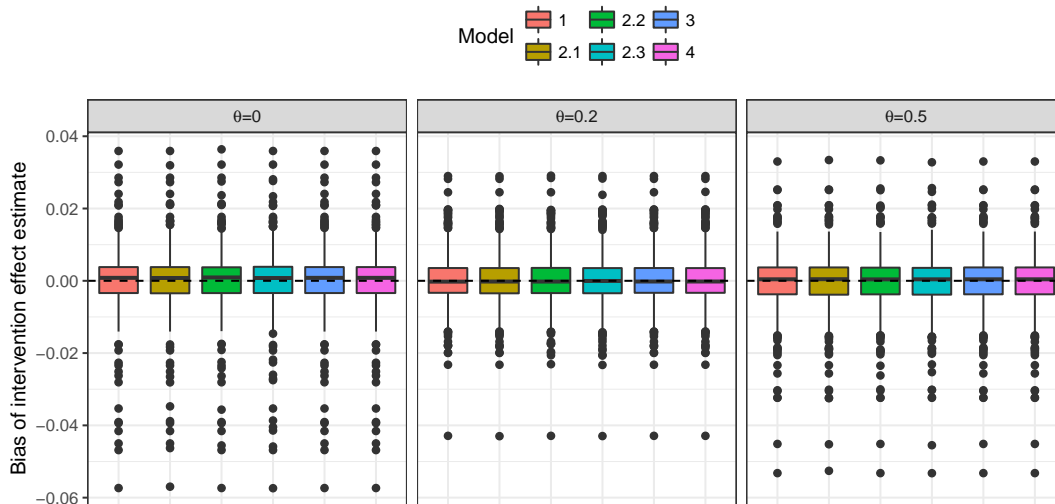 Model
1
2.2
3
2.1
2.3
4
θ=0
θ=0.2
θ=0.5
Bias of intervention effect estimate
0.04
0.02
0.00
−0.02
−0.04
−0.06